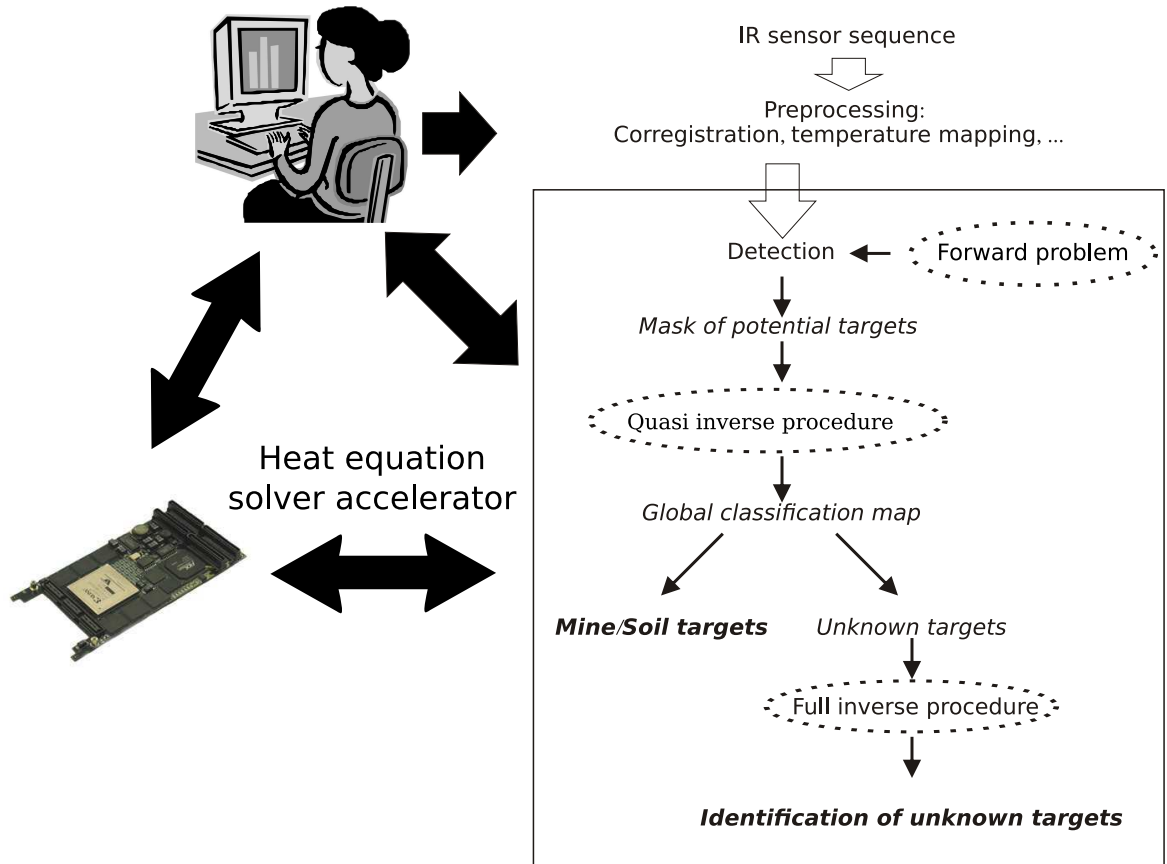 IR sensor sequence
Preprocessing:
Corregistration, temperature mapping, ...
Detection
Forward problem
Mask of potential targets
Quasi inverse procedure
Heat equation
solver accelerator
Global classification map
Mine/Soil targets
Unknown targets
Full inverse procedure
Identification of unknown targets